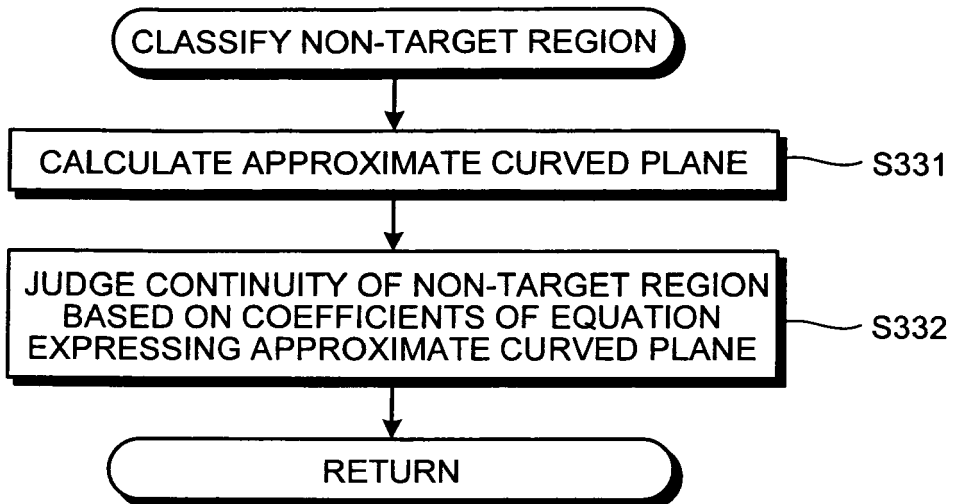 CLASSIFY NON-TARGET REGION
CALCULATE APPROXIMATE CURVED PLANE
S331
JUDGE CONTINUITY OF NON-TARGET REGION
BASED ON COEFFICIENTS OF EQUATION
EXPRESSING APPROXIMATE CURVED PLANE
S332
RETURN